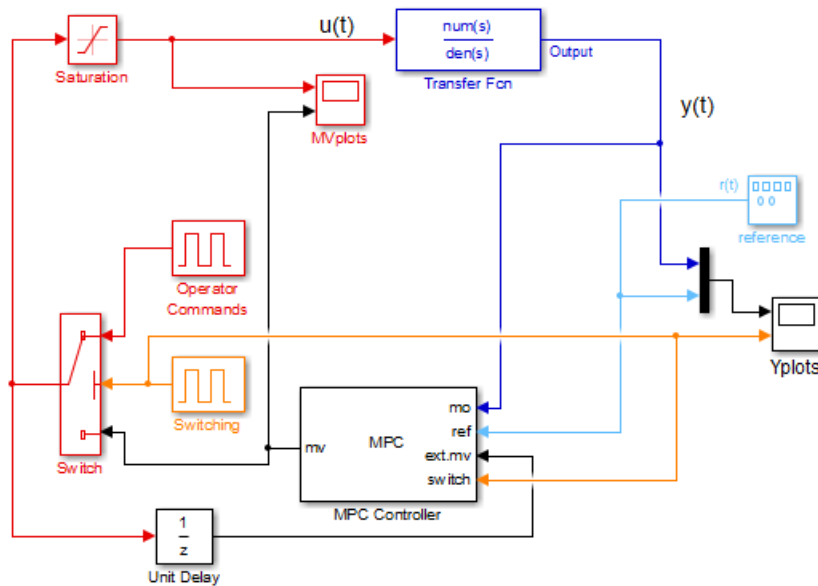 u(t)
num(s)
den(s)
Output
Saturation
Transfer Fcn
MVplots
y(t)
r(t)
reference
Operator
Commands
Yplots
Switching
mo
ref
mv
MPC
ext.mv
switch
Switch
MPC Controller
1
z
Unit Delay